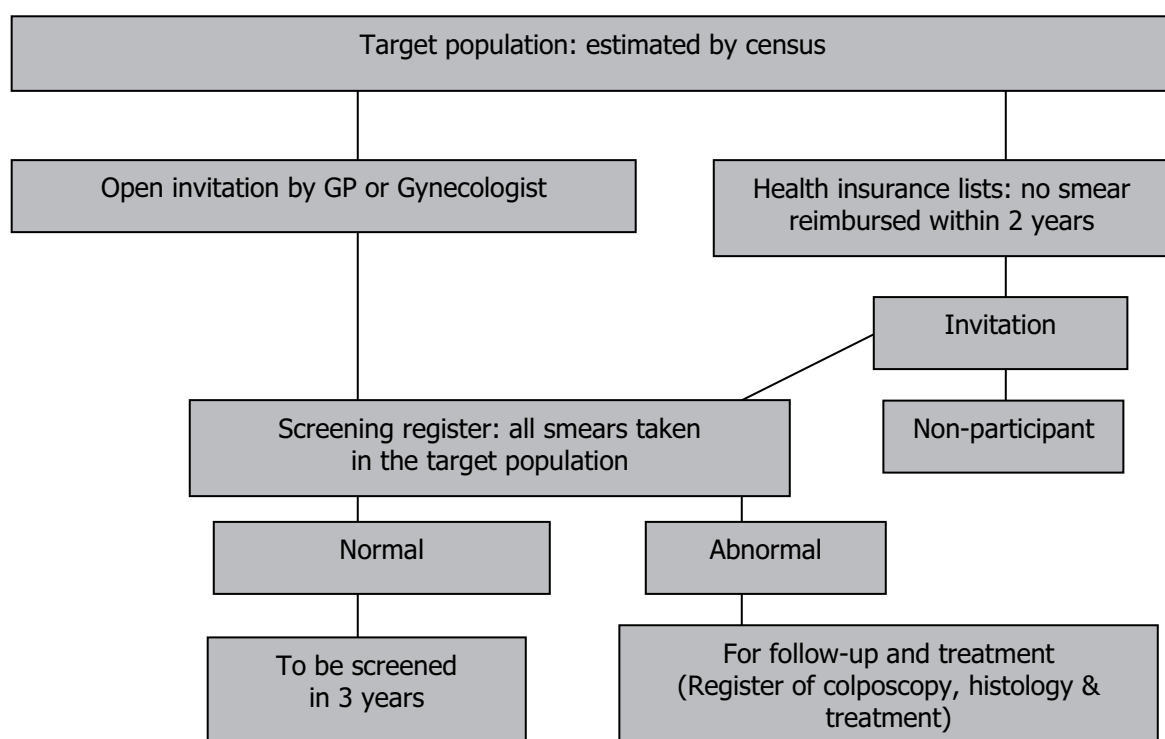 Target population: estimated by census
Open invitation by GP or Gynecologist
Health insurance lists: no smear
reimbursed within 2 years
Invitation
Non-participant
Screening register: all smears taken
in the target population
Normal
Abnormal
To be screened
in 3 years
For follow-up and treatment
(Register of colposcopy, histology &
treatment)